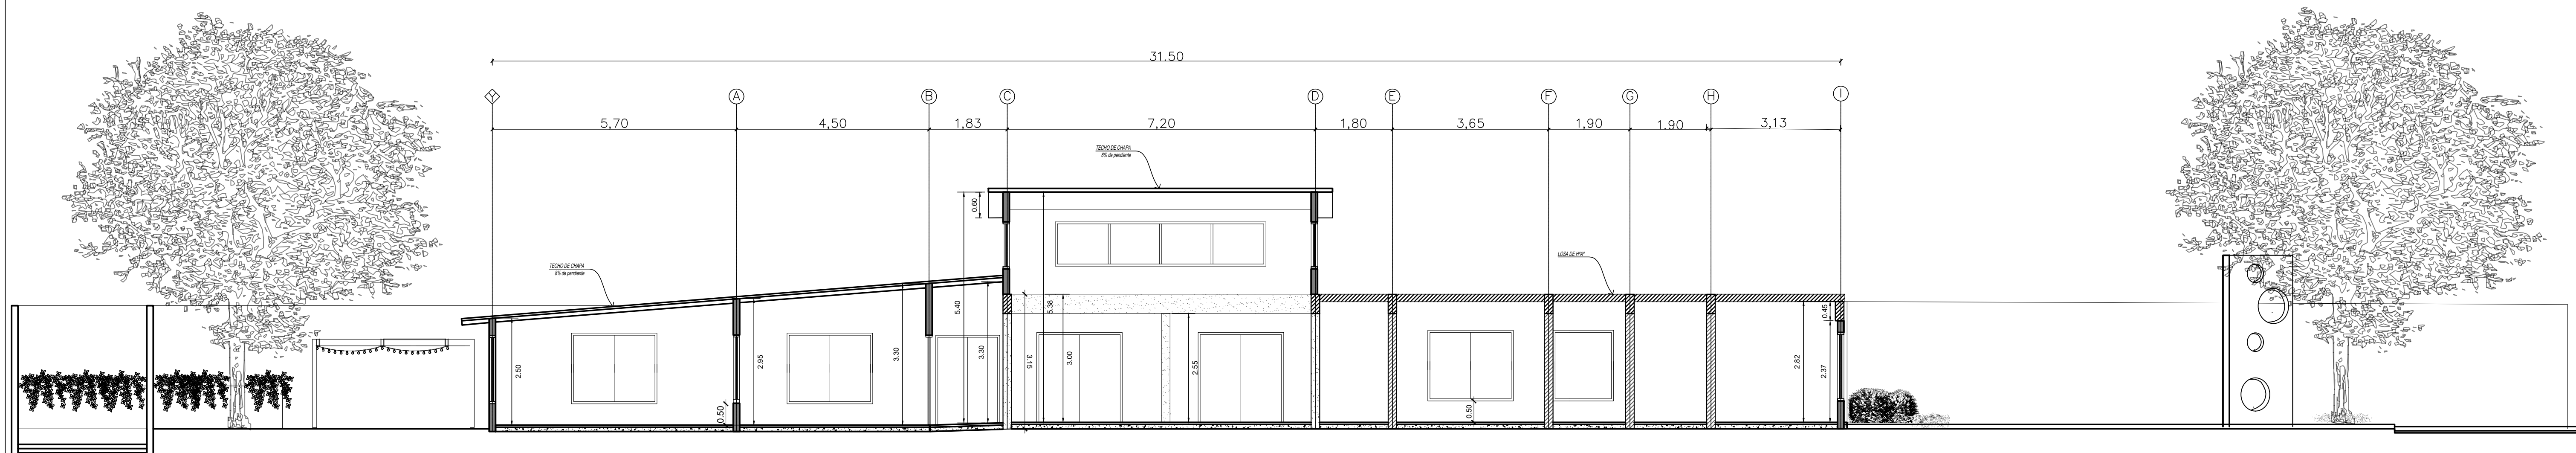 31.50
Y
A
B
C
D
E
F
G
H
I
5,70
4,50
1,83
7,20
1,80
3,65
1,90
1.90
3,13
TECHO DE CHAPA
8% de pendiente
0.60
TECHO DE CHAPA
8% de pendiente
LOSA DE HºAº
2.50
0.50
2.95
3.30
5.40
3.30
3.15
5.38
3.00
2.55
0.50
2.82
0.45
2.37